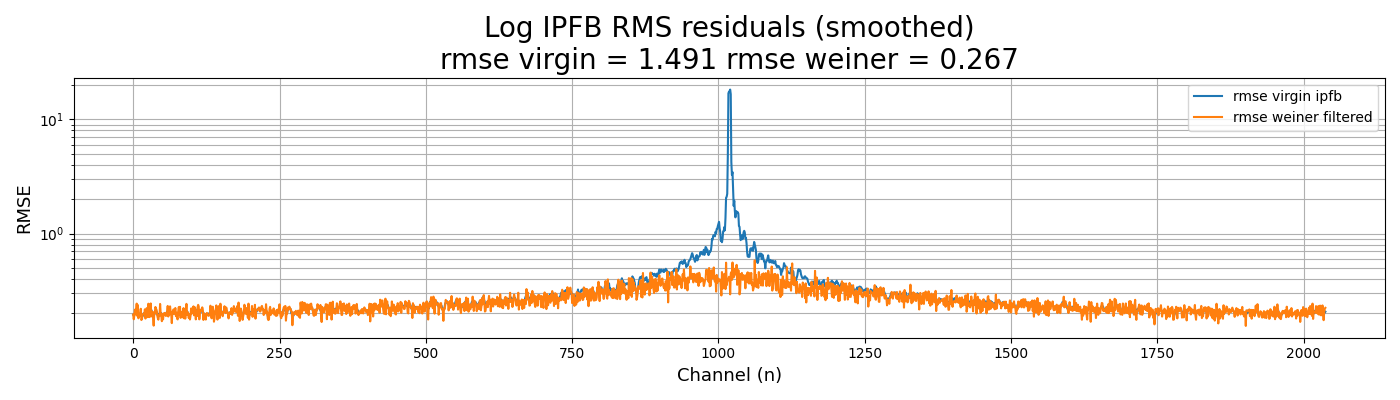 Log IPFB RMS residuals (smoothed)
rmse virgin = 1.491 rmse weiner = 0.267
rmse virgin ipfb
rmse weiner filtered
RMSE
10¹
10⁰
0 250 500 750 1000 1250 1500 1750 2000
Channel (n)